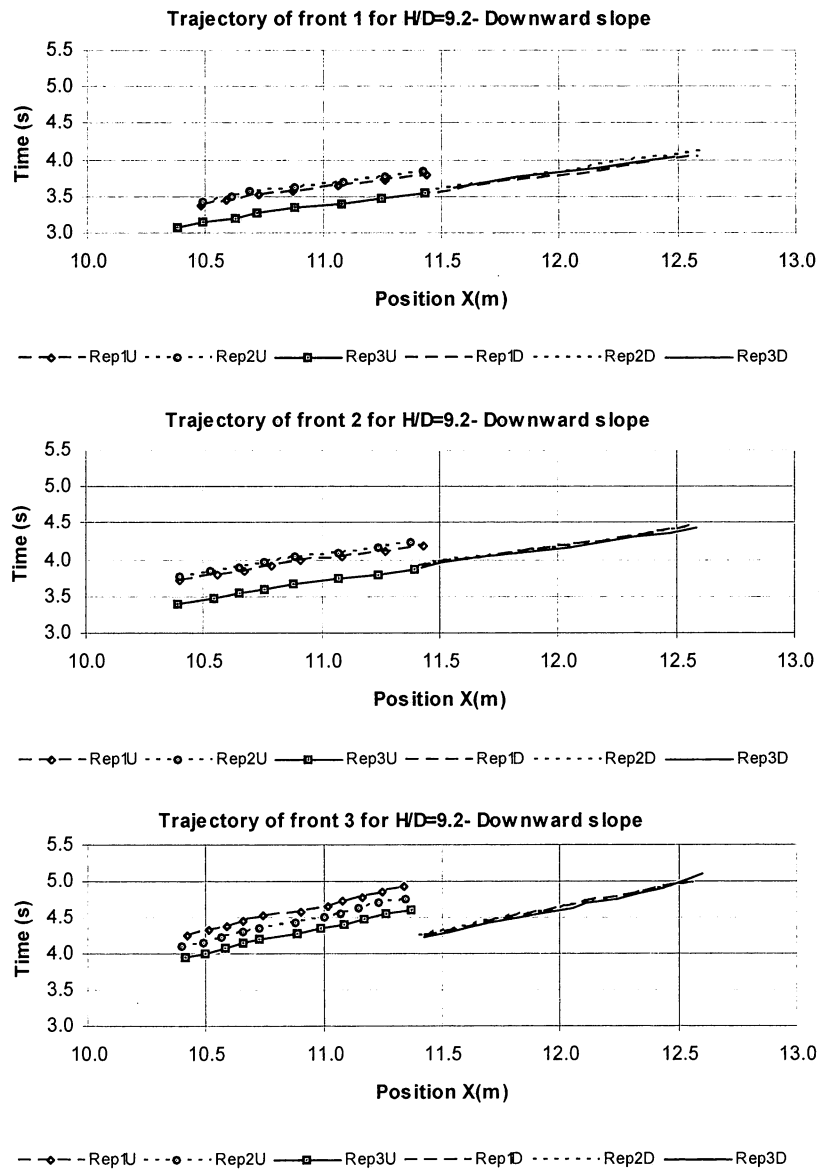 Trajectory of front 1 for H/D=9.2- Downward slope
5.5
5.0
4.5
4.0
3.5
3.0
Time (s)
10.0 10.5 11.0 11.5 12.0 12.5 13.0
Position X(m)
Rep1U Rep2U Rep3U Rep1D Rep2D Rep3D
Trajectory of front 2 for H/D=9.2- Downward slope
5.5
5.0
4.5
4.0
3.5
3.0
Time (s)
10.0 10.5 11.0 11.5 12.0 12.5 13.0
Position X(m)
Rep1U Rep2U Rep3U Rep1D Rep2D Rep3D
Trajectory of front 3 for H/D=9.2- Downward slope
5.5
5.0
4.5
4.0
3.5
3.0
Time (s)
10.0 10.5 11.0 11.5 12.0 12.5 13.0
Position X(m)
Rep1U Rep2U Rep3U Rep1D Rep2D Rep3D